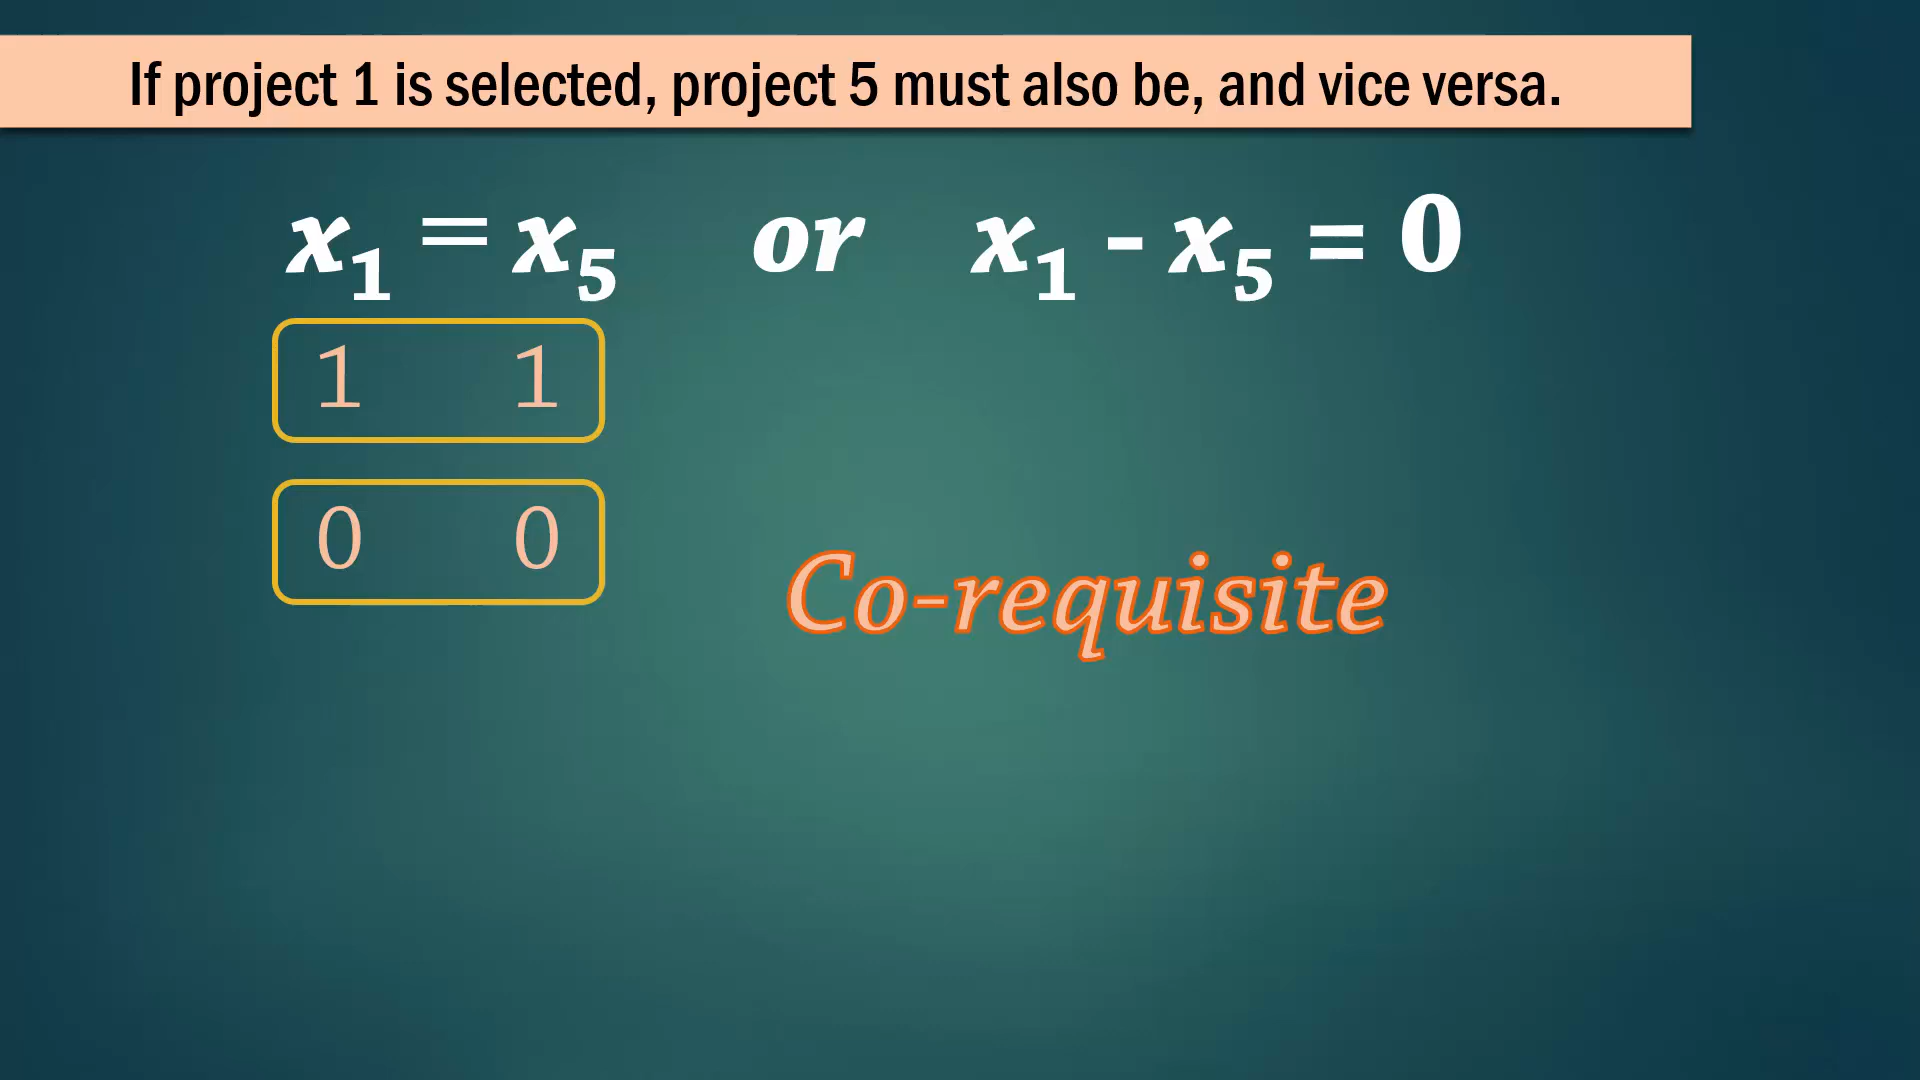 If project 1 is selected, project 5 must also be, and vice versa.
x₁ = x₅ or x₁ - x₅ = 0
1 1
0 0
Co-requisite